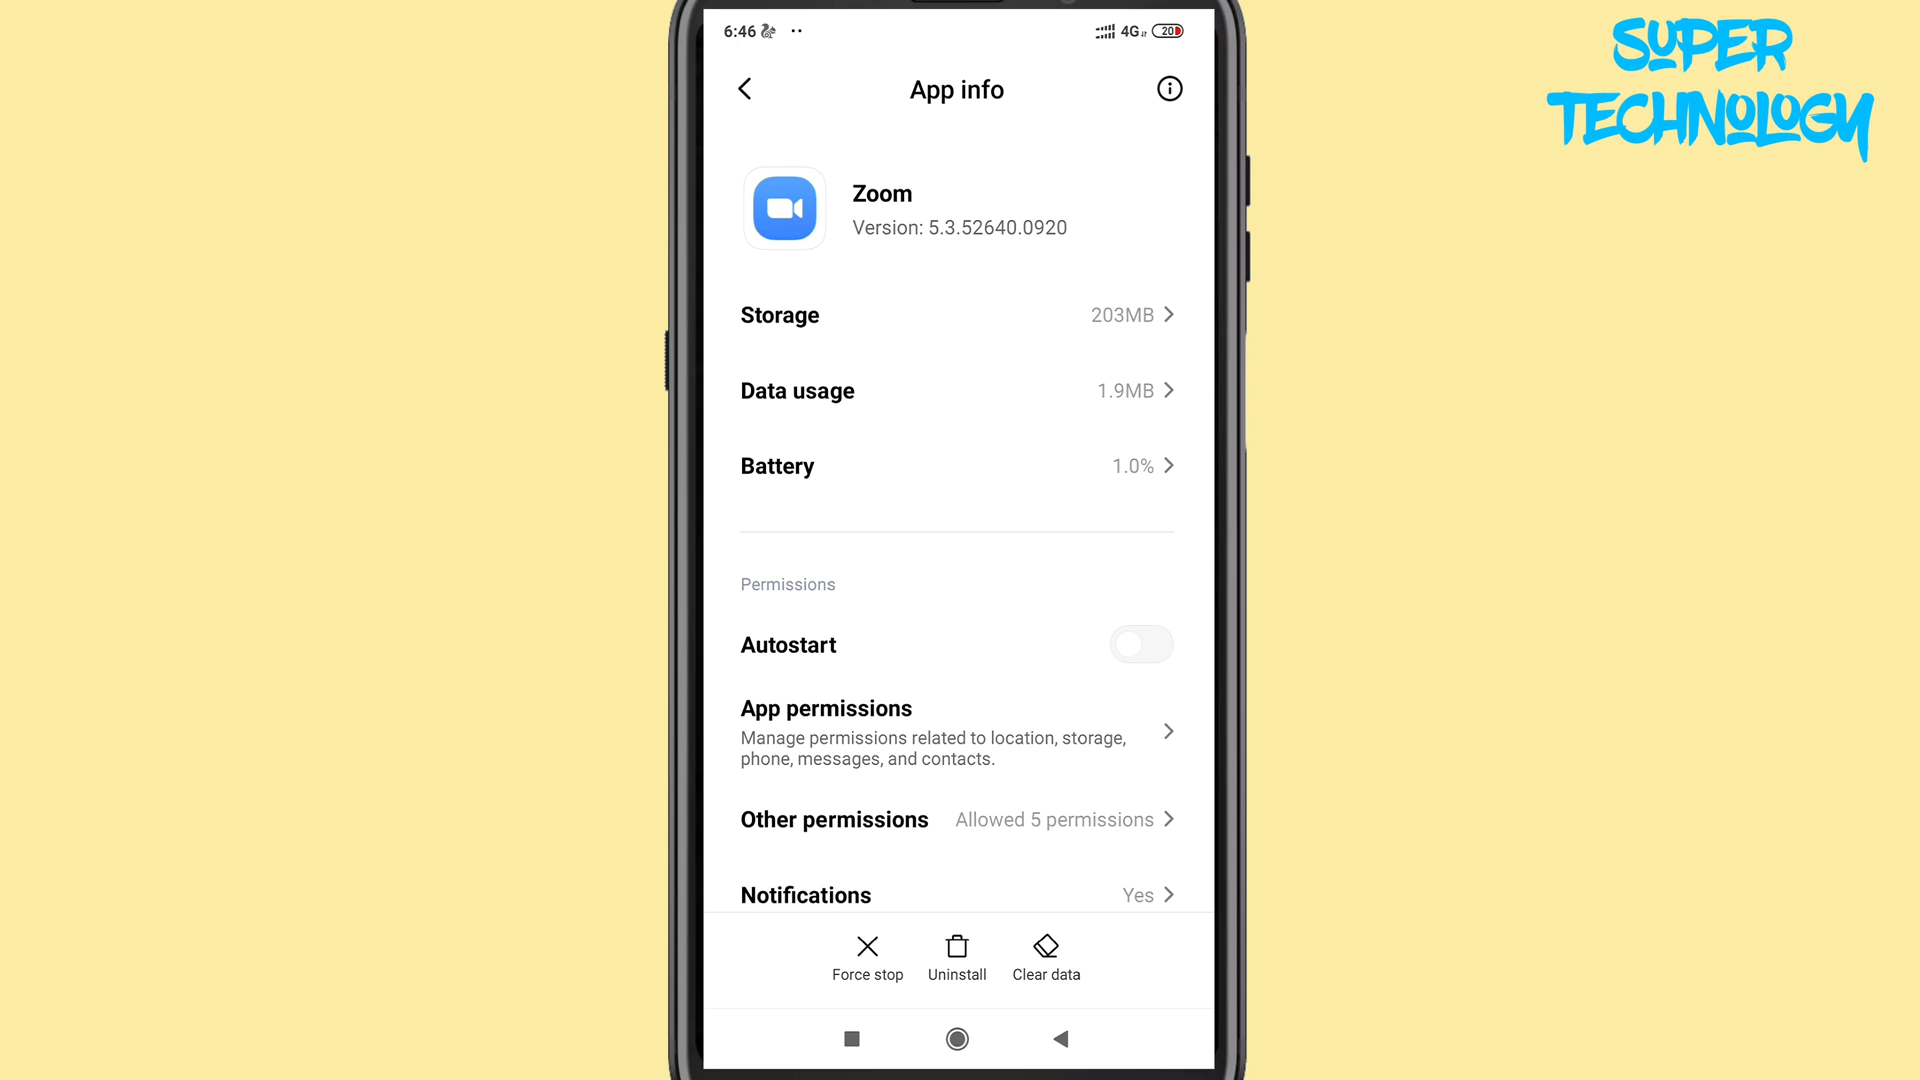 6:46
4G
20
SUPER
TECHNOLOGY
App info
Zoom
Version: 5.3.52640.0920
Storage 203MB
Data usage 1.9MB
Battery 1.0%
Permissions
Autostart
App permissions
Manage permissions related to location, storage,
phone, messages, and contacts.
Other permissions Allowed 5 permissions
Notifications Yes
Force stop Uninstall Clear data